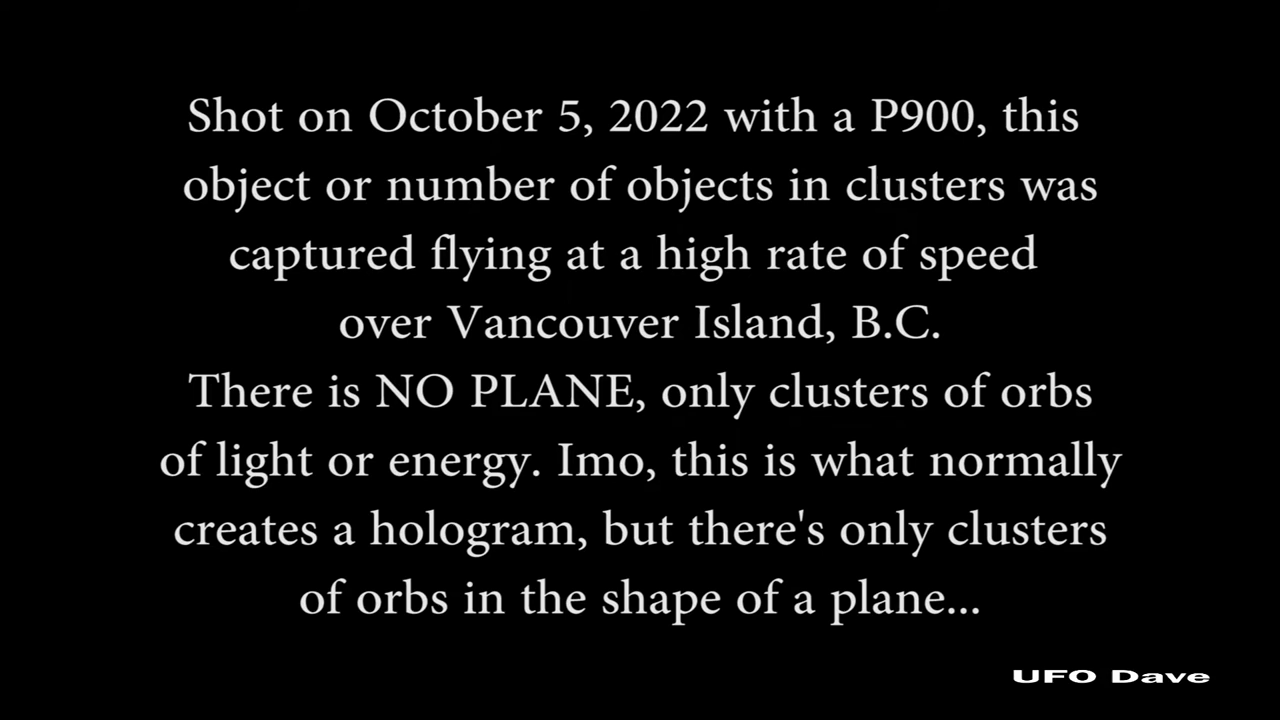 Shot on October 5, 2022 with a P900, this
object or number of objects in clusters was
captured flying at a high rate of speed
over Vancouver Island, B.C.
There is NO PLANE, only clusters of orbs
of light or energy. Imo, this is what normally
creates a hologram, but there's only clusters
of orbs in the shape of a plane...
UFO Dave